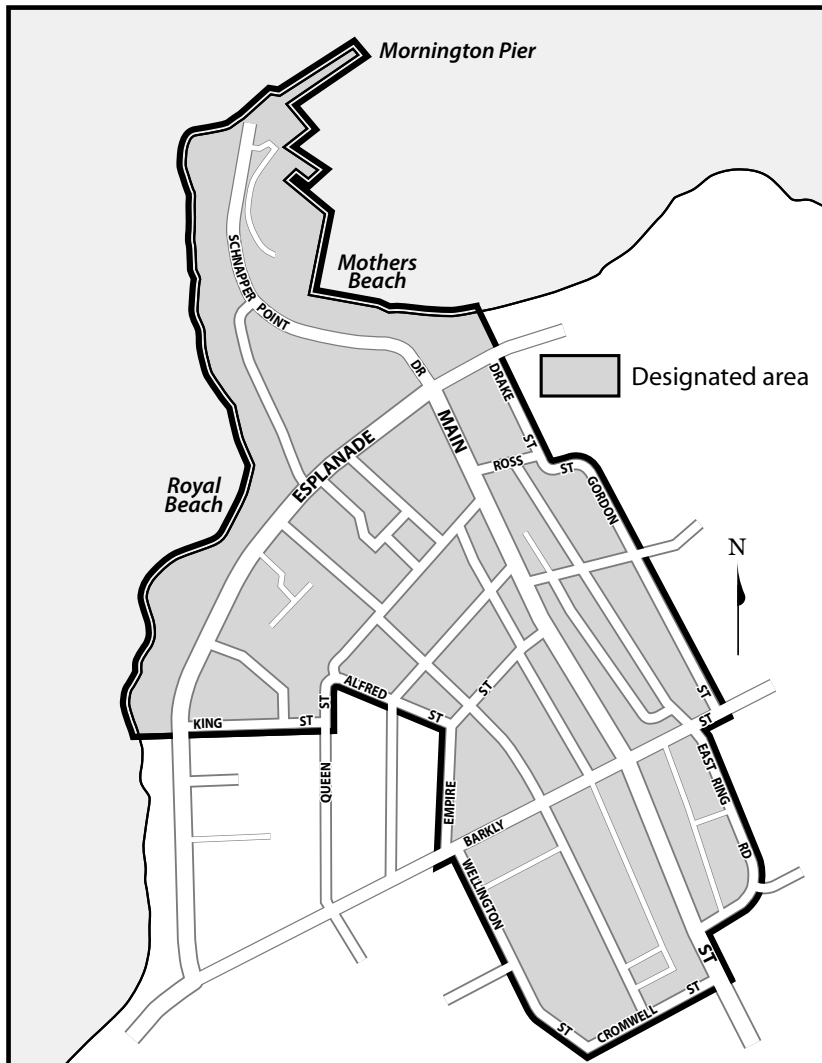 Mornington Pier
Mothers
Beach
SCHNAPPER POINT DR
Designated area
DRAKE ST
MAIN
ESPLANADE
ROSS ST
GORDON
Royal
Beach
N
ALFRED ST
ST
KING ST
ST
ST
ST
QUEEN
EMPIRE
BARKLY
EAST RING RD
WELLINGTON
ST
ST
CROMWELL ST